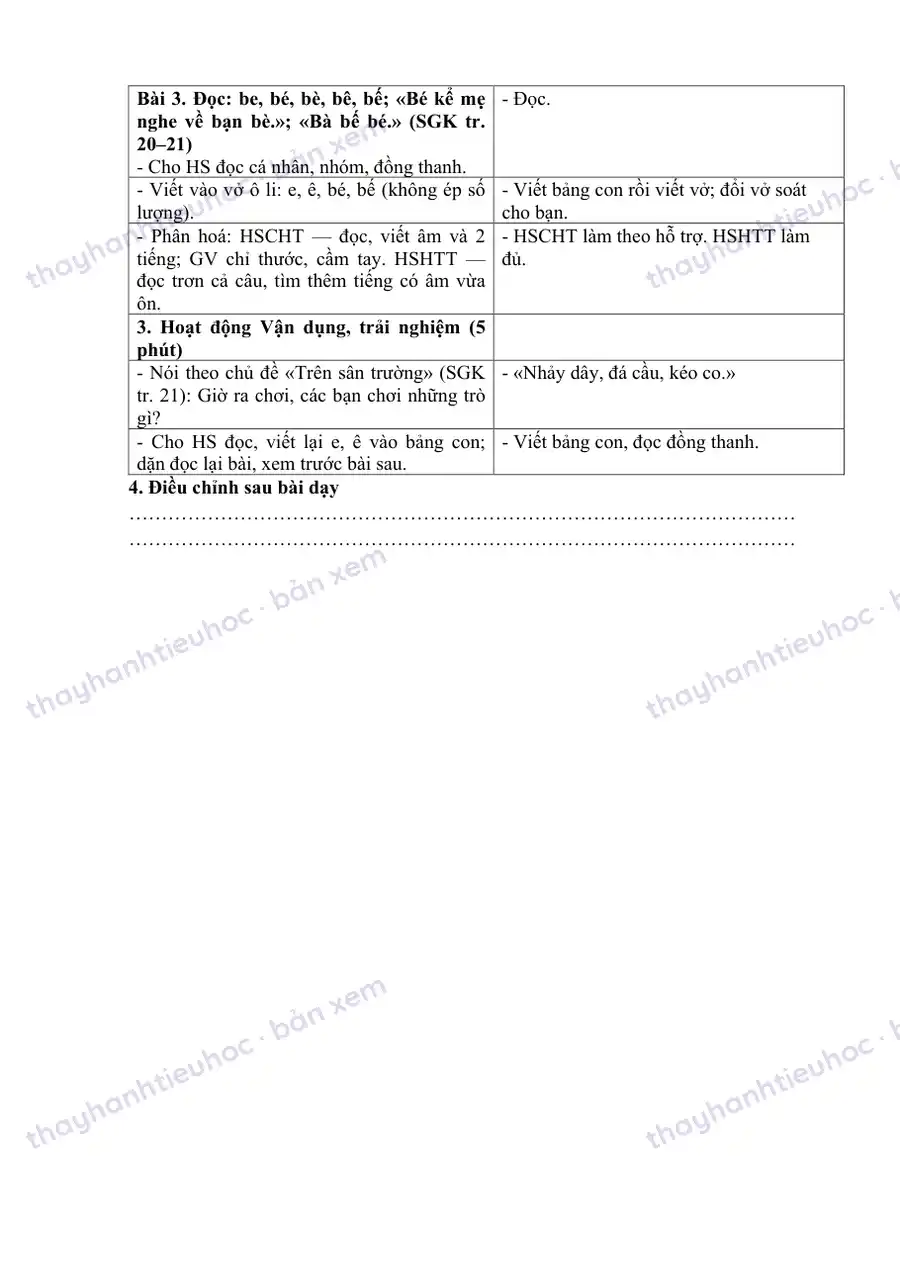 Bài 3. Đọc: be, bé, bè, bê, bế; «Bé kể mẹ
nghe về bạn bè.»; «Bà bế bé.» (SGK tr.
20–21)
- Cho HS đọc cá nhân, nhóm, đồng thanh.
- Đọc.
- Viết vào vở ô li: e, ê, bé, bế (không ép số
lượng).
- Viết bảng con rồi viết vở; đổi vở soát
cho bạn.
- Phân hoá: HSCHT — đọc, viết âm và 2
tiếng; GV chỉ thước, cầm tay. HSHTT —
đọc trơn cả câu, tìm thêm tiếng có âm vừa
ôn.
- HSCHT làm theo hỗ trợ. HSHTT làm
đủ.
3. Hoạt động Vận dụng, trải nghiệm (5
phút)
- Nói theo chủ đề «Trên sân trường» (SGK
tr. 21): Giờ ra chơi, các bạn chơi những trò
gì?
- «Nhảy dây, đá cầu, kéo co.»
- Cho HS đọc, viết lại e, ê vào bảng con;
dặn đọc lại bài, xem trước bài sau.
- Viết bảng con, đọc đồng thanh.
4. Điều chỉnh sau bài dạy
…………………………………………………………………………………………
…………………………………………………………………………………………
thayhanhtieuhoc · bản xem
thayhanhtieuhoc · b
thayhanhtieuhoc · bản xem
thayhanhtieuhoc · b
thayhanhtieuhoc · bản xem
thayhanhtieuhoc · b